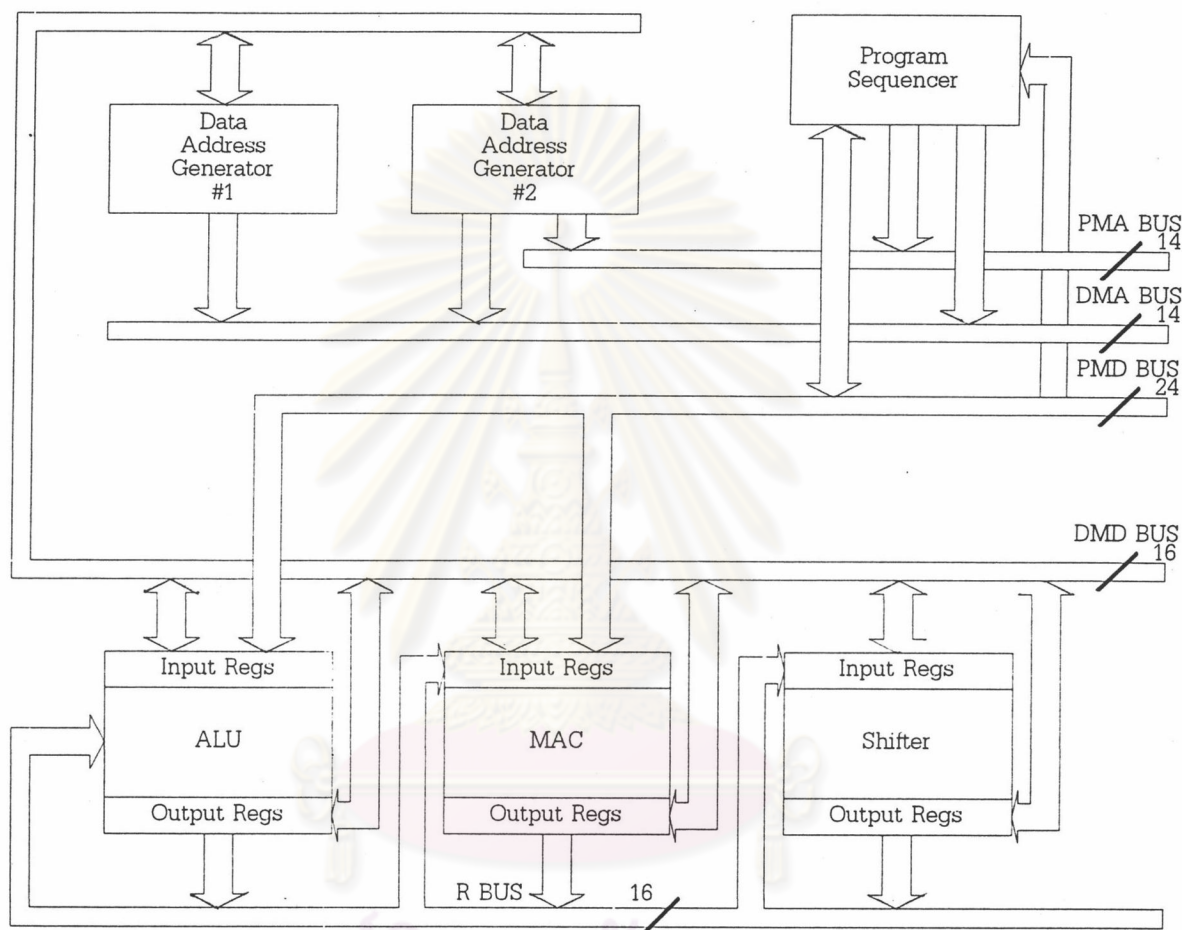 Data
Address
Generator
#1
Data
Address
Generator
#2
Program
Sequencer
PMA BUS
14
DMA BUS
14
PMD BUS
24
DMD BUS
16
Input Regs
ALU
Output Regs
Input Regs
MAC
Output Regs
Input Regs
Shifter
Output Regs
R BUS
16